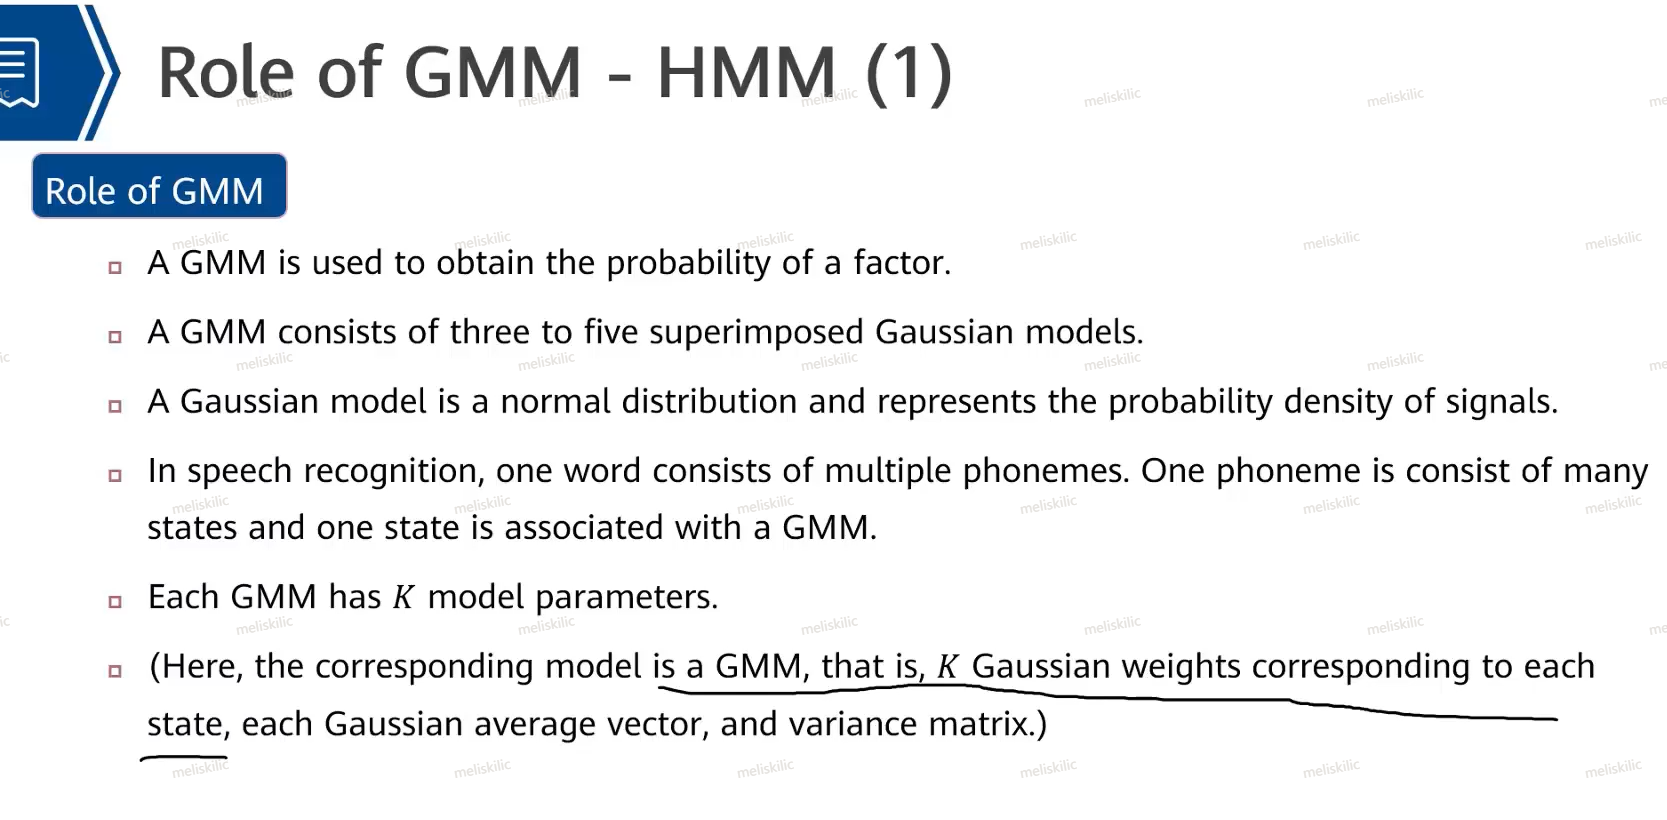 Role of GMM - HMM (1)
Role of GMM
A GMM is used to obtain the probability of a factor.
A GMM consists of three to five superimposed Gaussian models.
A Gaussian model is a normal distribution and represents the probability density of signals.
In speech recognition, one word consists of multiple phonemes. One phoneme is consist of many
states and one state is associated with a GMM.
Each GMM has K model parameters.
(Here, the corresponding model is a GMM, that is, K Gaussian weights corresponding to each
state, each Gaussian average vector, and variance matrix.)
meliskilic